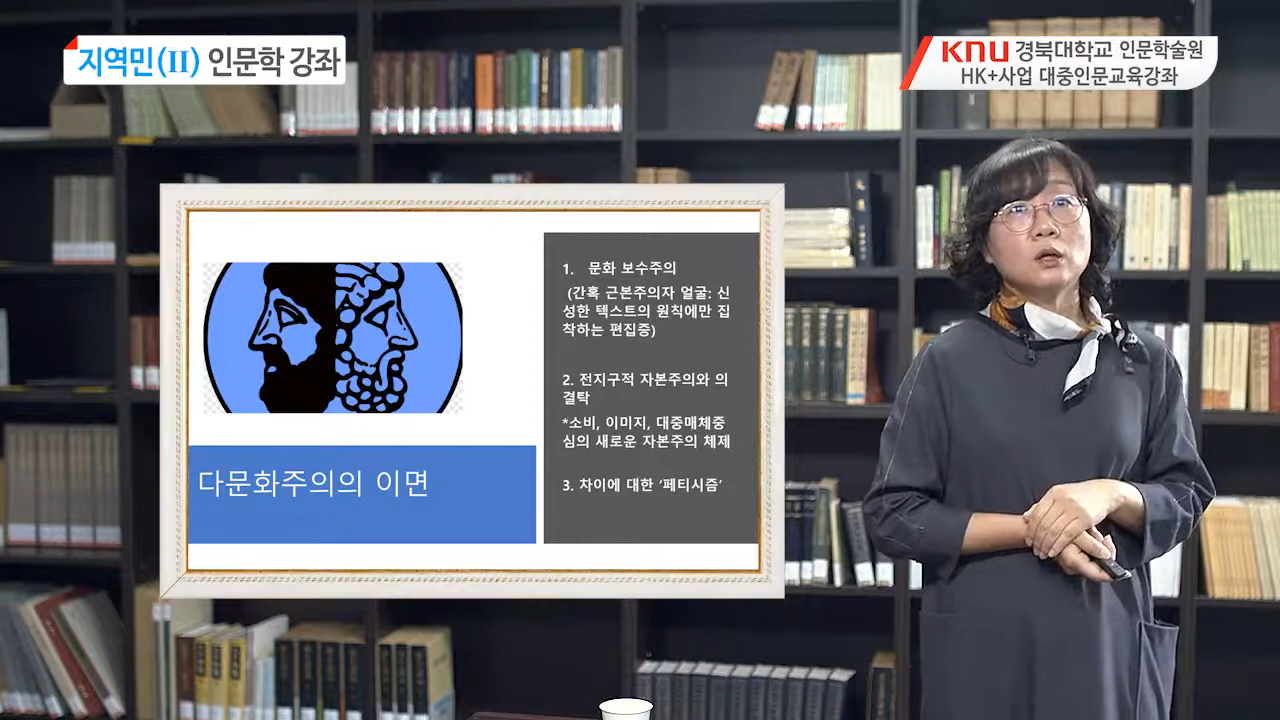 지역민(II) 인문학 강좌
KNU 경북대학교 인문학술원
HK+사업 대중인문교육강좌
다문화주의의 이면
1. 문화 보수주의
(간혹 근본주의자 얼굴: 신
성한 텍스트의 원칙에만 집
착하는 편집증)
2. 전지구적 자본주의와 의
결탁
*소비, 이미지, 대중매체중
심의 새로운 자본주의 체제
3. 차이에 대한 ‘페티시즘’